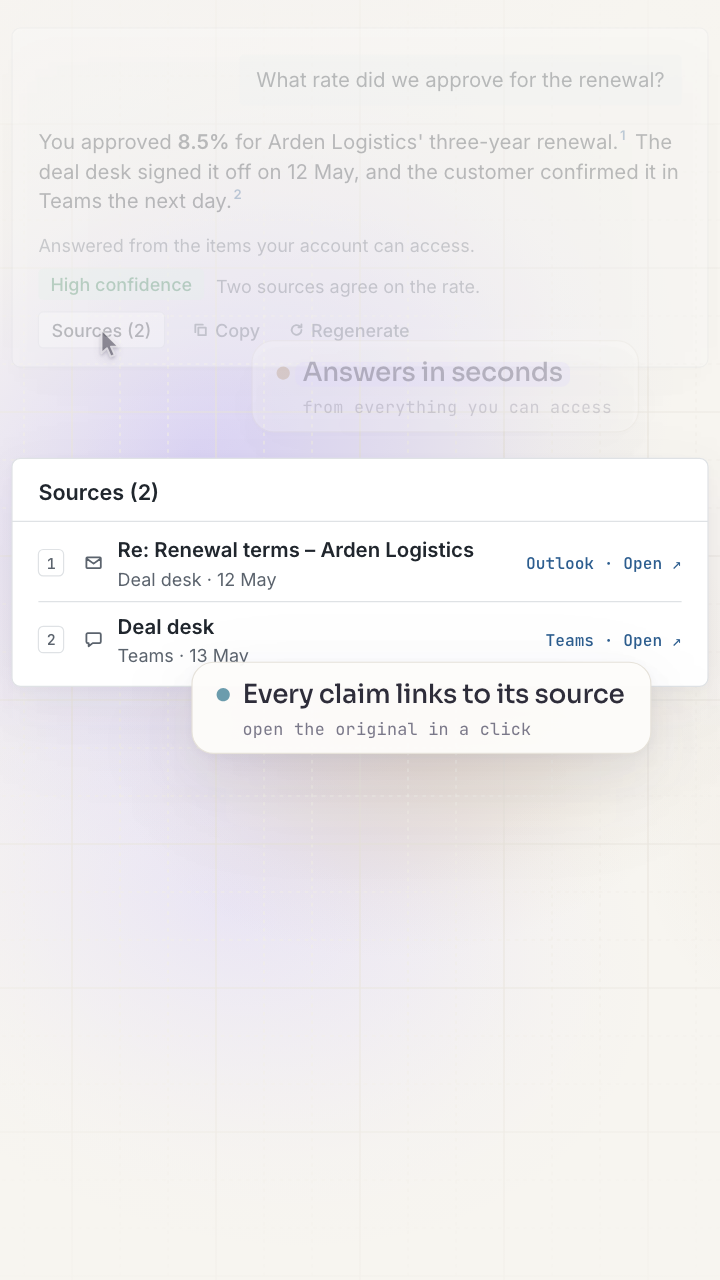 What rate did we approve for the renewal?
You approved 8.5% for Arden Logistics' three-year renewal.1 The
deal desk signed it off on 12 May, and the customer confirmed it in
Teams the next day.2
Answered from the items your account can access.
High confidence Two sources agree on the rate.
Sources (2) Copy Regenerate
Answers in seconds
from everything you can access
Sources (2)
1 Re: Renewal terms – Arden Logistics Outlook · Open ↗
Deal desk · 12 May
2 Deal desk Teams · Open ↗
Teams · 13 May
Every claim links to its source
open the original in a click